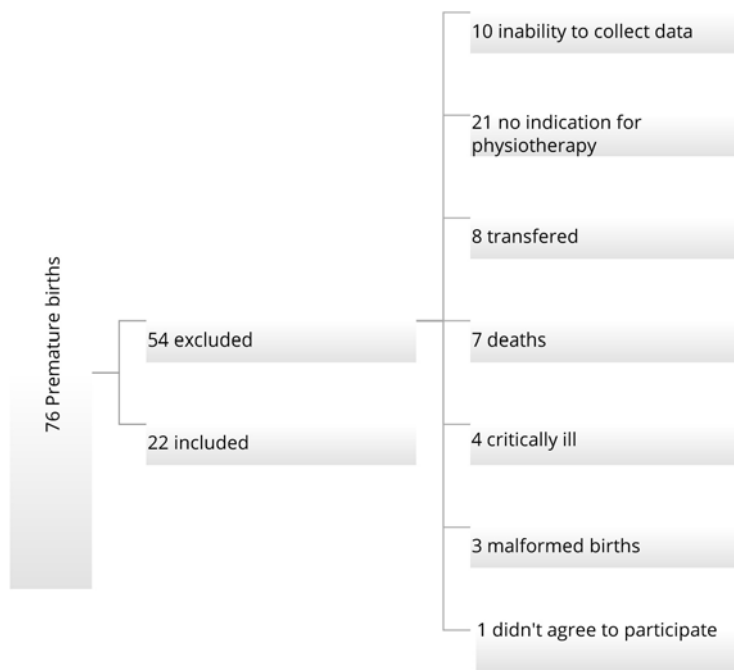 76 Premature births
54 excluded
22 included
10 inability to collect data
21 no indication for
physiotherapy
8 transfered
7 deaths
4 critically ill
3 malformed births
1 didn't agree to participate